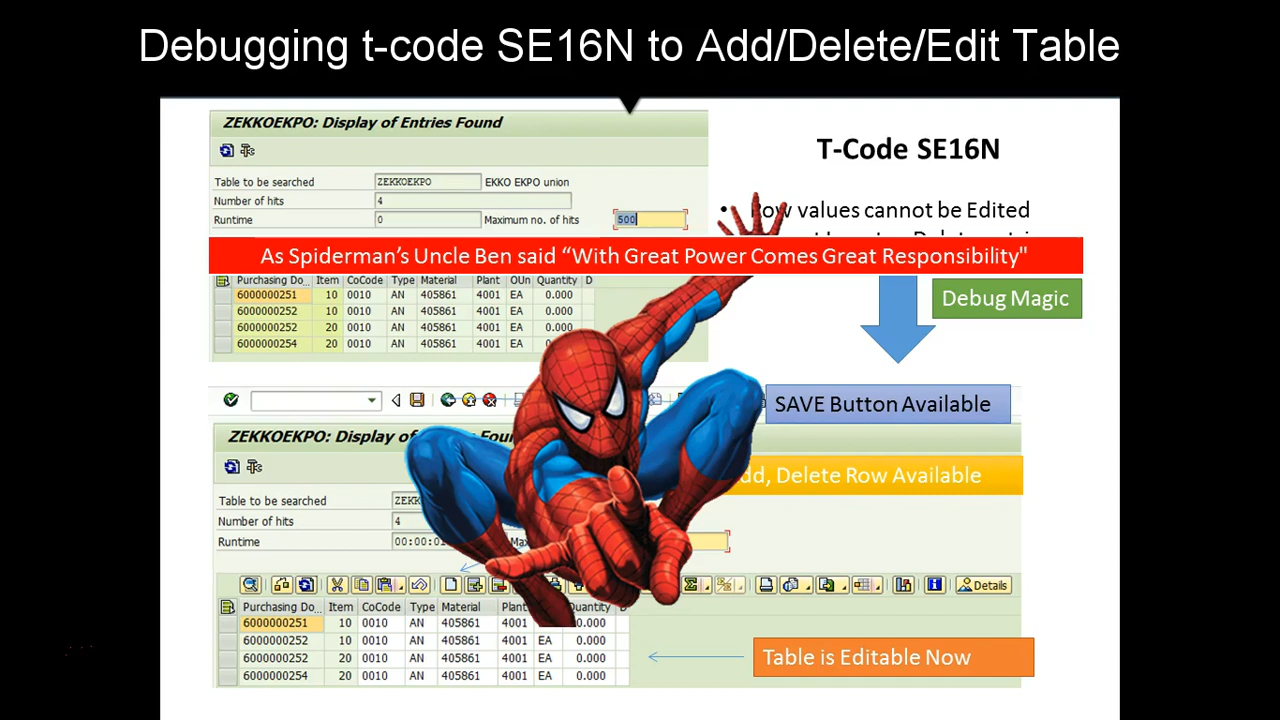 Debugging t-code SE16N to Add/Delete/Edit Table
ZEKKOEKPO: Display of Entries Found
T-Code SE16N
Table to be searched ZEKKOEKPO EKKO EKPO union
Number of hits 4
Runtime 0 Maximum no. of hits 500
• Row values cannot be Edited
As Spiderman’s Uncle Ben said “With Great Power Comes Great Responsibility"
Purchasing Do... Item CoCode Type Material Plant OUn Quantity D
6000000251 10 0010 AN 405861 4001 EA 0.000
6000000252 10 0010 AN 405861 4001 EA 0.000
6000000252 20 0010 AN 405861 4001 EA 0.000
6000000254 20 0010 AN 405861 4001 EA
Debug Magic
SAVE Button Available
ZEKKOEKPO: Display of
Add, Delete Row Available
Table to be searched
Number of hits 4
Runtime
Details
Purchasing Do... Item CoCode Type Material Plant Quantity D
6000000251 10 0010 AN 405861 4001 0.000
6000000252 10 0010 AN 405861 4001 EA 0.000
6000000252 20 0010 AN 405861 4001 EA 0.000
6000000254 20 0010 AN 405861 4001 EA 0.000
Table is Editable Now